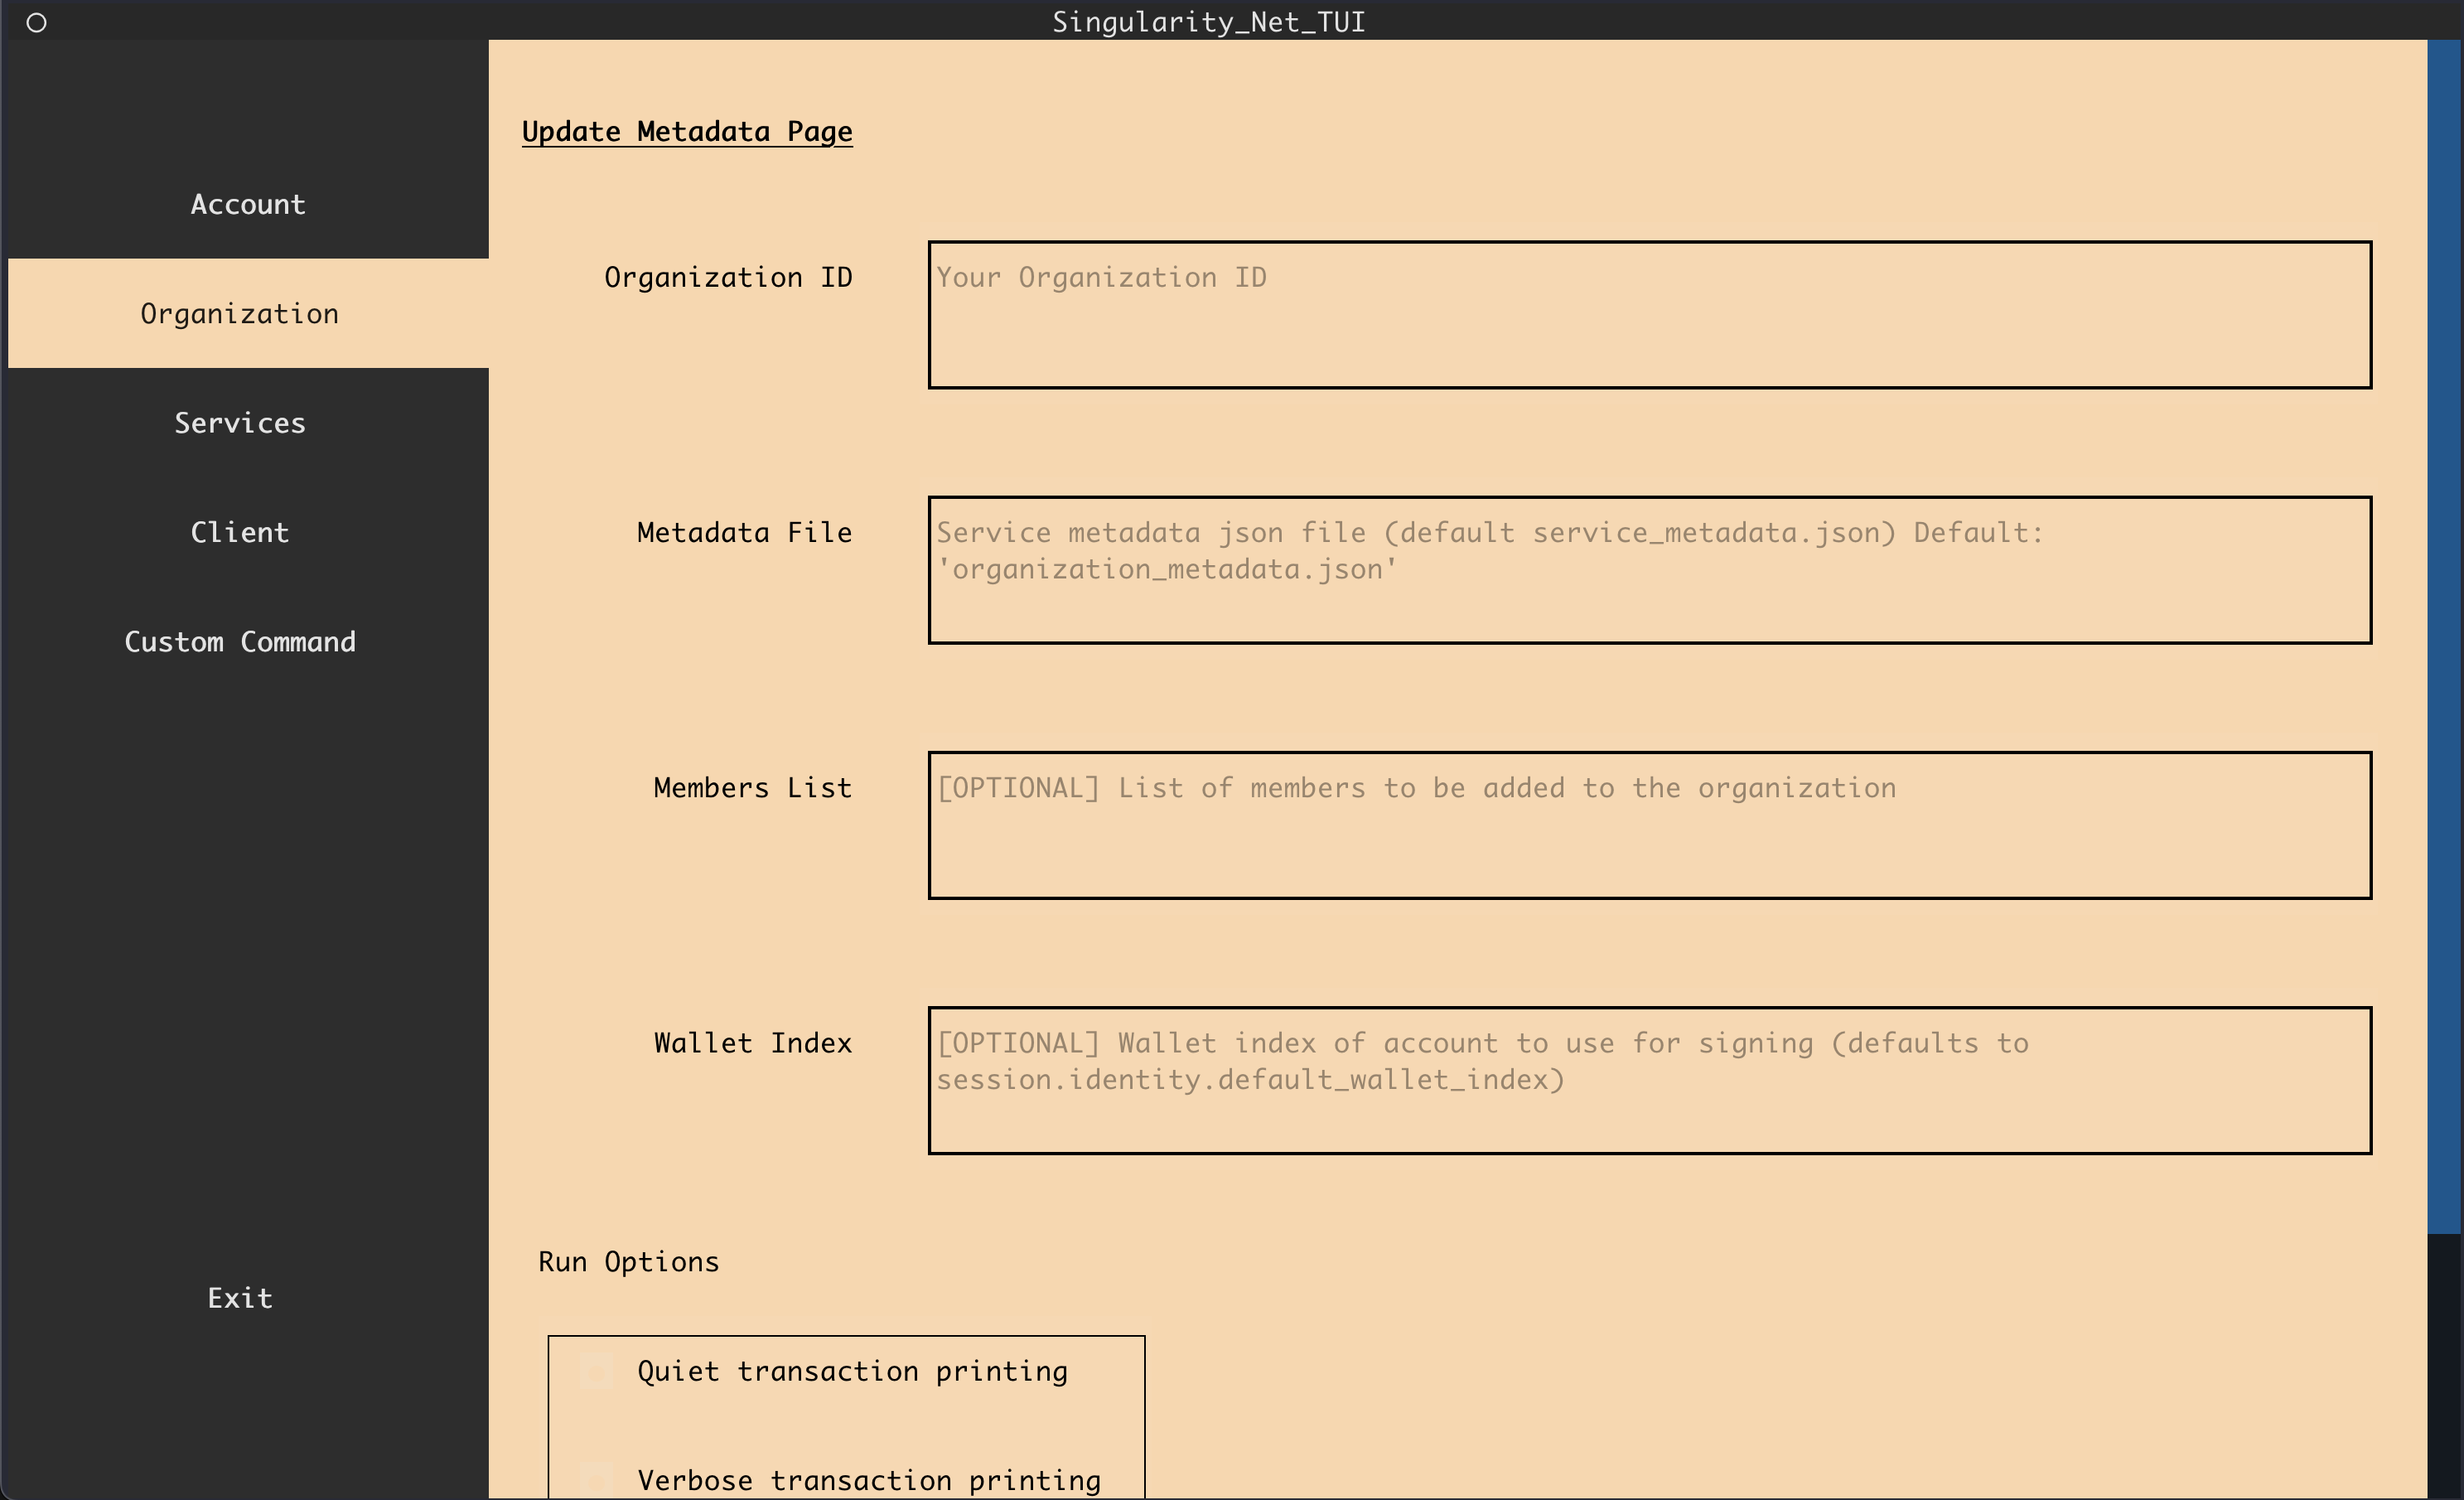 Singularity_Net_TUI
Account
Organization
Services
Client
Custom Command
Exit
Update Metadata Page
Organization ID
Your Organization ID
Metadata File
Service metadata json file (default service_metadata.json) Default:
'organization_metadata.json'
Members List
[OPTIONAL] List of members to be added to the organization
Wallet Index
[OPTIONAL] Wallet index of account to use for signing (defaults to
session.identity.default_wallet_index)
Run Options
Quiet transaction printing
Verbose transaction printing